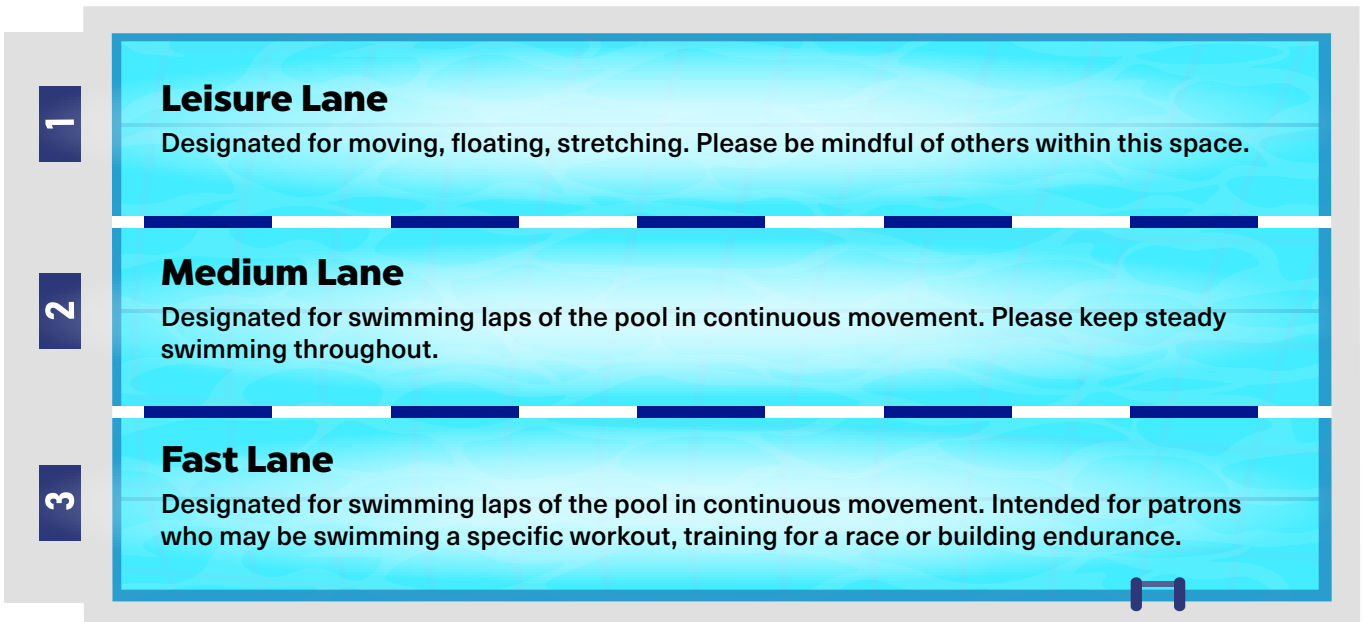 1
Leisure Lane
Designated for moving, floating, stretching. Please be mindful of others within this space.
2
Medium Lane
Designated for swimming laps of the pool in continuous movement. Please keep steady
swimming throughout.
3
Fast Lane
Designated for swimming laps of the pool in continuous movement. Intended for patrons
who may be swimming a specific workout, training for a race or building endurance.